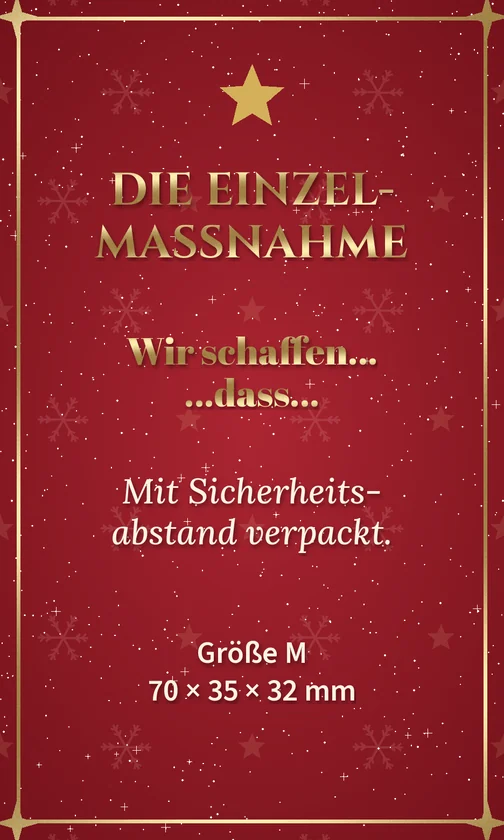 DIE EINZEL-
MASSNAHME
Wir schaffen...
...dass...
Mit Sicherheits-
abstand verpackt.
Größe M
70 × 35 × 32 mm